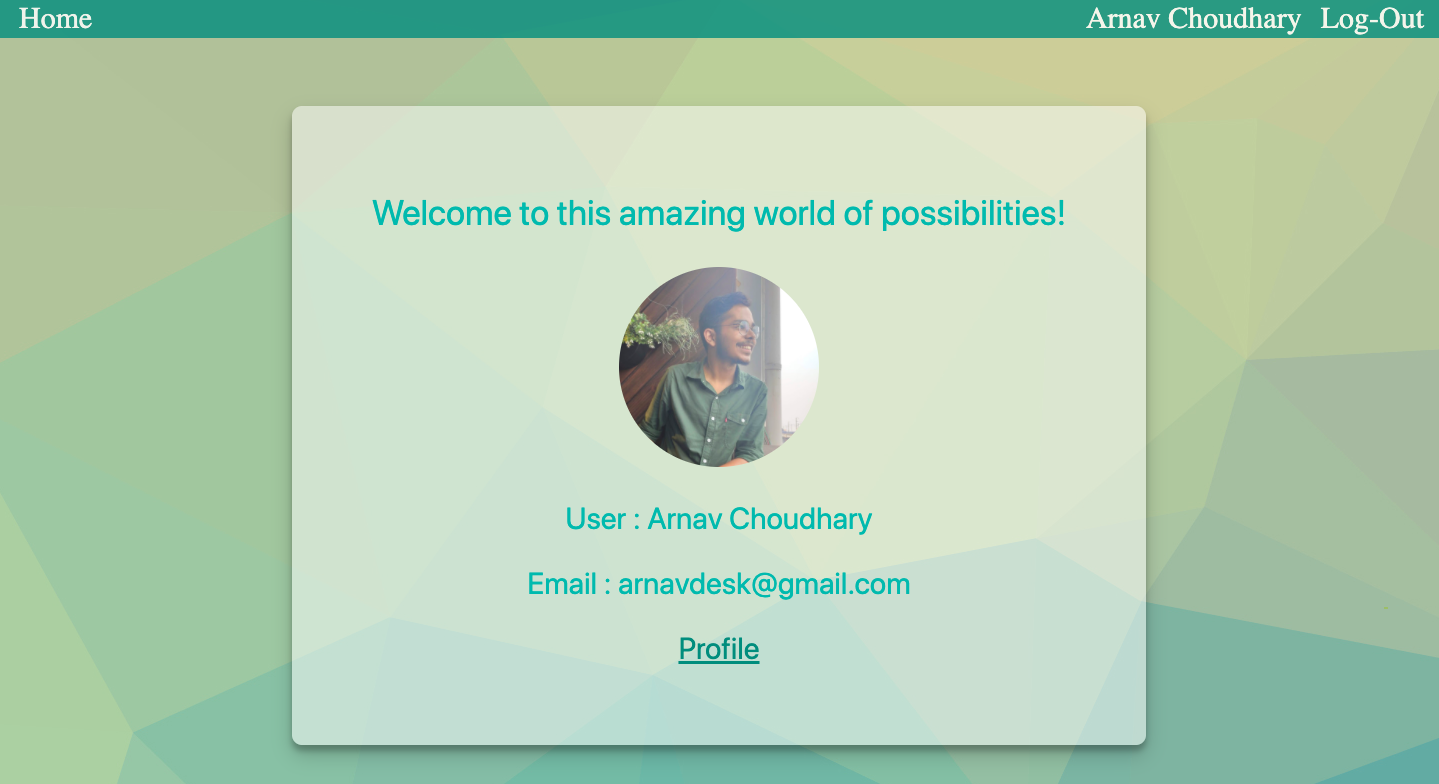 Home Arnav Choudhary Log-Out
Welcome to this amazing world of possibilities!
User : Arnav Choudhary
Email : arnavdesk@gmail.com
Profile